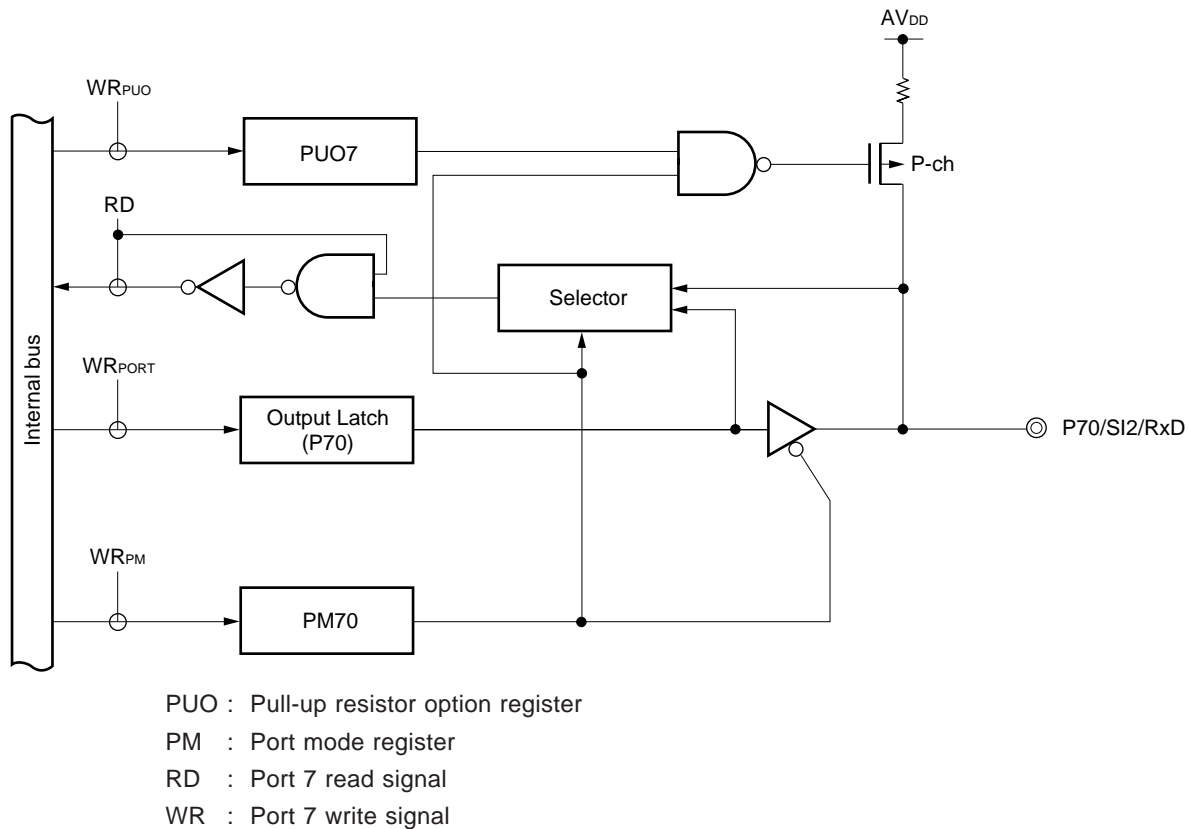 AVDD
WRPUO
PUO7
P-ch
RD
Selector
Internal bus
WRPORT
Output Latch
(P70)
P70/SI2/RxD
WRPM
PM70
PUO : Pull-up resistor option register
PM : Port mode register
RD : Port 7 read signal
WR : Port 7 write signal